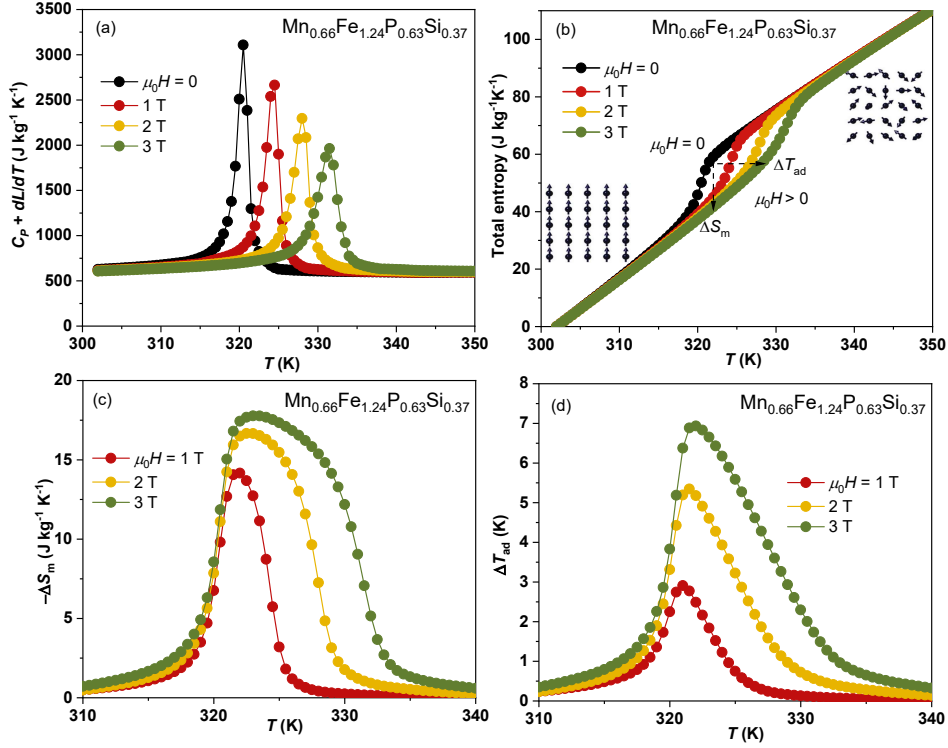 (a)
Mn0.66Fe1.24P0.63Si0.37
μ0H = 0
1 T
2 T
3 T
CP + dL/dT (J kg-1 K-1)
3500
3000
2500
2000
1500
1000
500
0
300 310 320 330 340 350
T (K)
(b)
Mn0.66Fe1.24P0.63Si0.37
μ0H = 0
1 T
2 T
3 T
μ0H = 0
ΔTad
μ0H > 0
ΔSm
Total entropy (J kg-1K-1)
100
80
60
40
20
0
300 310 320 330 340 350
T (K)
(c)
Mn0.66Fe1.24P0.63Si0.37
μ0H = 1 T
2 T
3 T
−ΔSm (J kg-1 K-1)
20
15
10
5
0
310 320 330 340
T (K)
(d)
Mn0.66Fe1.24P0.63Si0.37
μ0H = 1 T
2 T
3 T
ΔTad (K)
8
7
6
5
4
3
2
1
0
310 320 330 340
T (K)